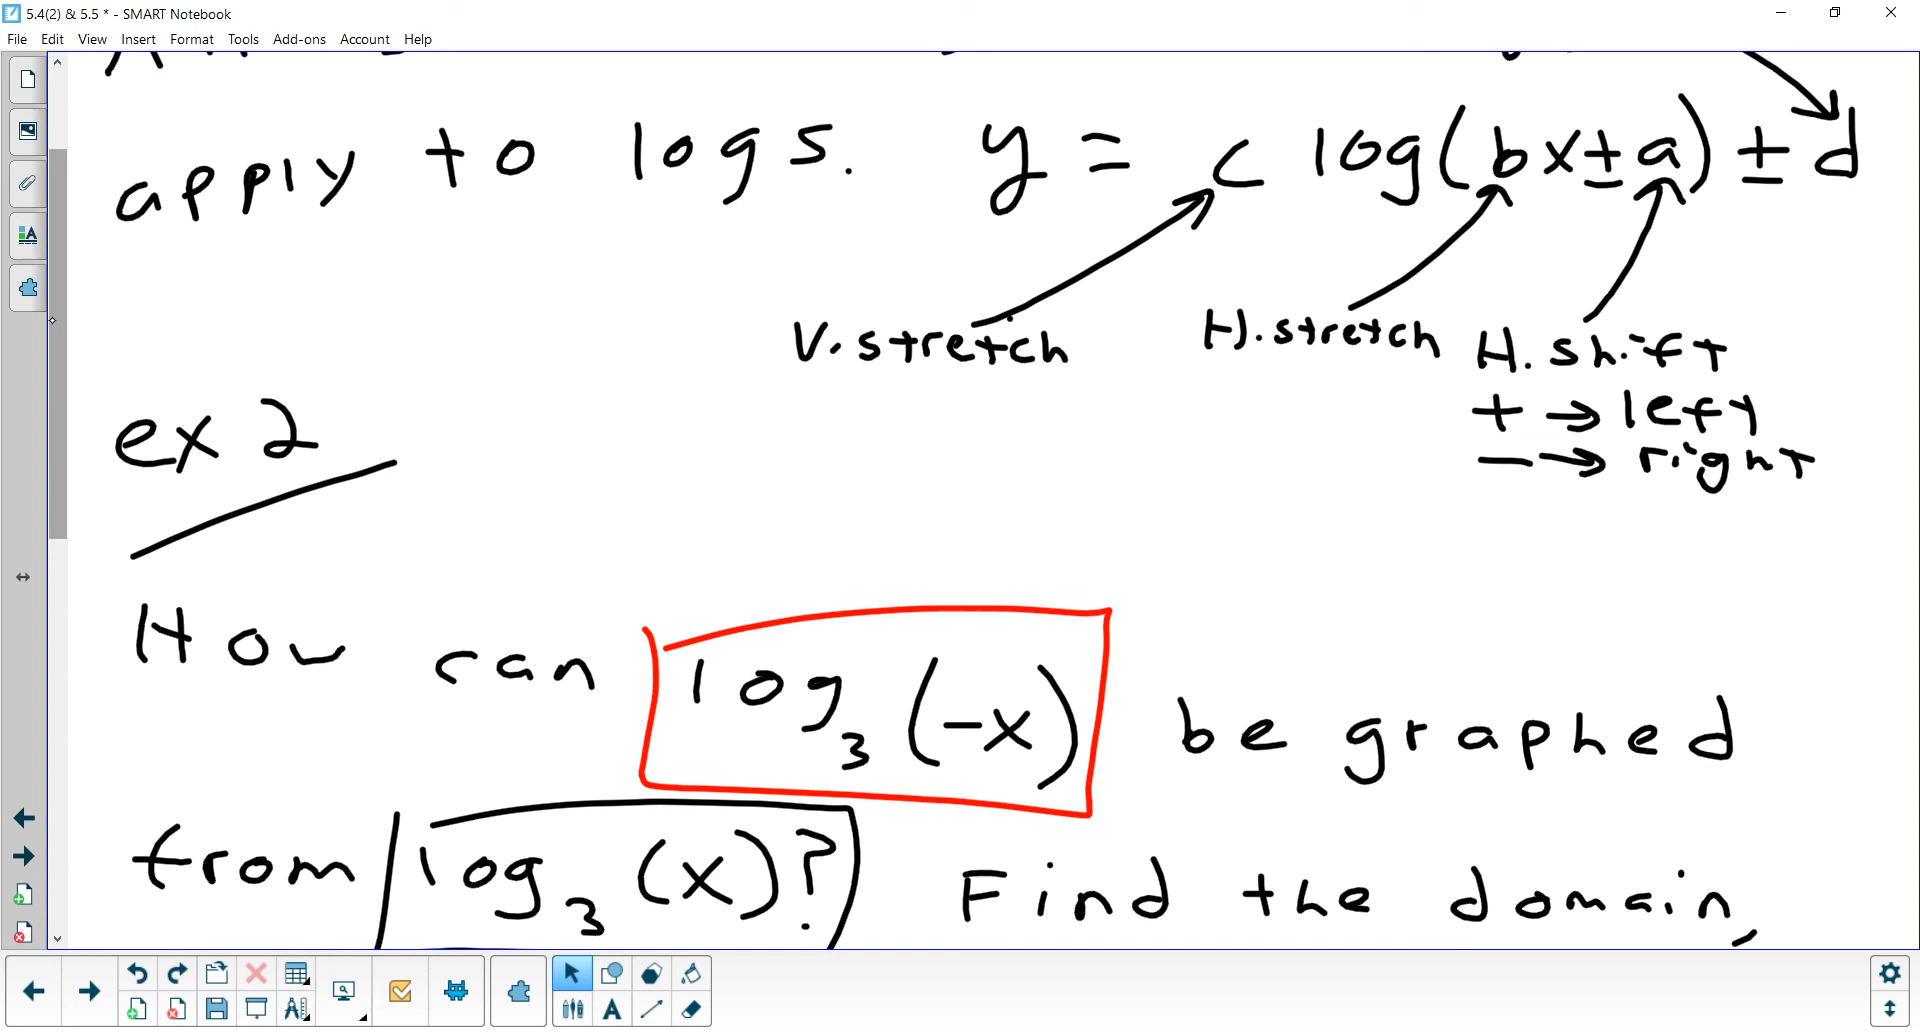 5.4(2) & 5.5 * - SMART Notebook
File Edit View Insert Format Tools Add-ons Account Help
apply to logs. y = c log(bx±a) ± d
V. stretch H. stretch H. shift
+ → left
− → right
ex 2
How can log₃(-x) be graphed
from log₃(x)? Find the domain,